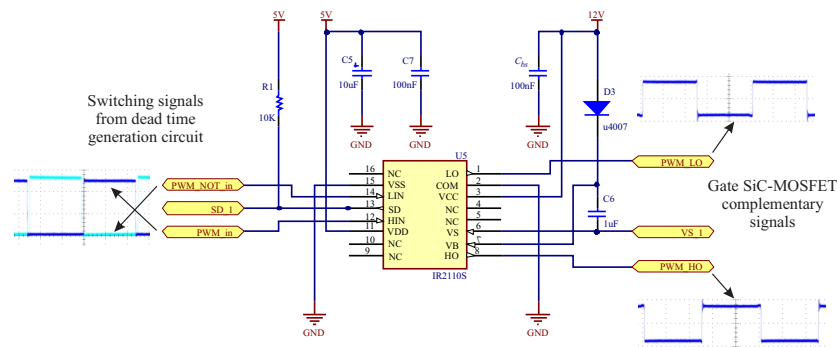 5V
5V
12V
C5
10uF
C7
100nF
Cbs
100nF
R1
10K
D3
u4007
GND
GND
GND
Switching signals
from dead time
generation circuit
U5
16 NC LO 1
15 VSS COM 2
14 LIN VCC 3
13 SD NC 4
12 HIN NC 5
11 VDD VS 6
10 NC VB 7
9 NC HO 8
IR2110S
PWM_NOT_in
SD_1
PWM_in
PWM_LO
C6
1uF
VS_1
PWM_HO
Gate SiC-MOSFET
complementary
signals
GND
GND